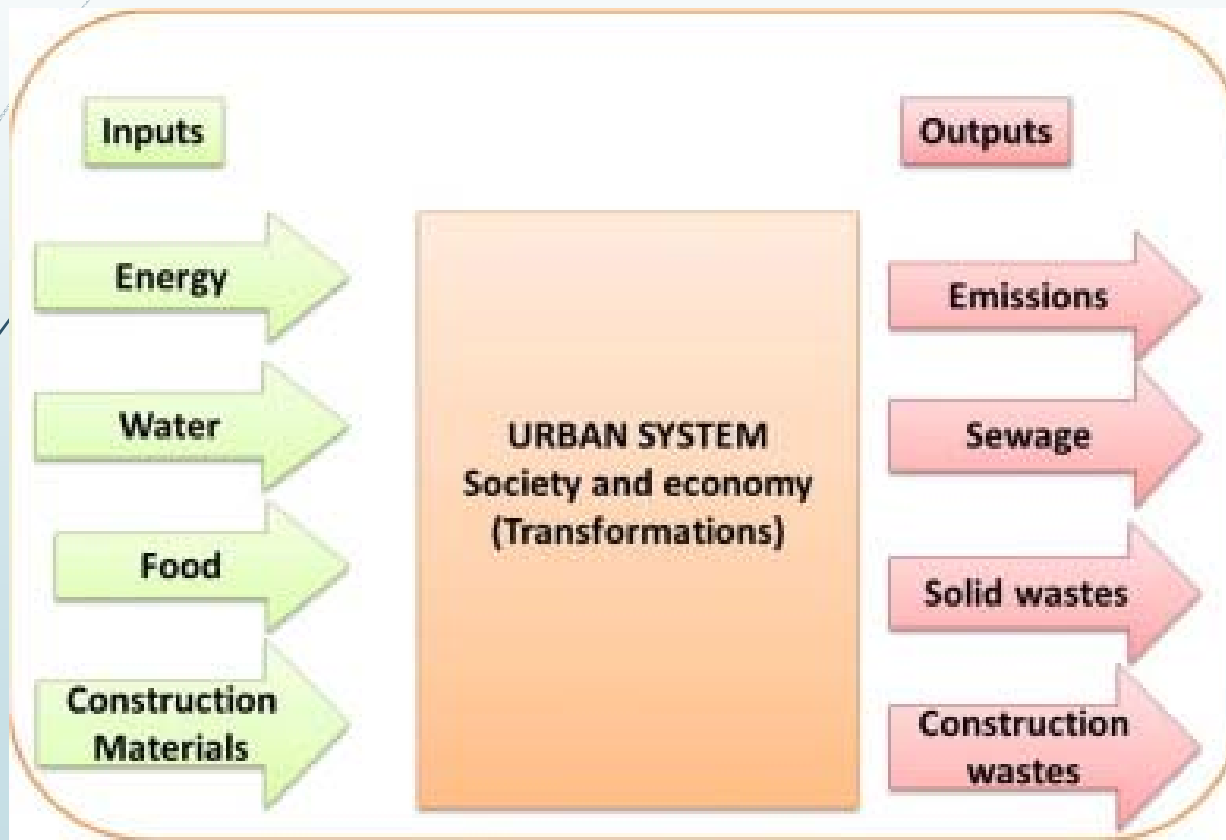 Inputs
Outputs
Energy
Water
Food
Construction
Materials
URBAN SYSTEM
Society and economy
(Transformations)
Emissions
Sewage
Solid wastes
Construction
wastes